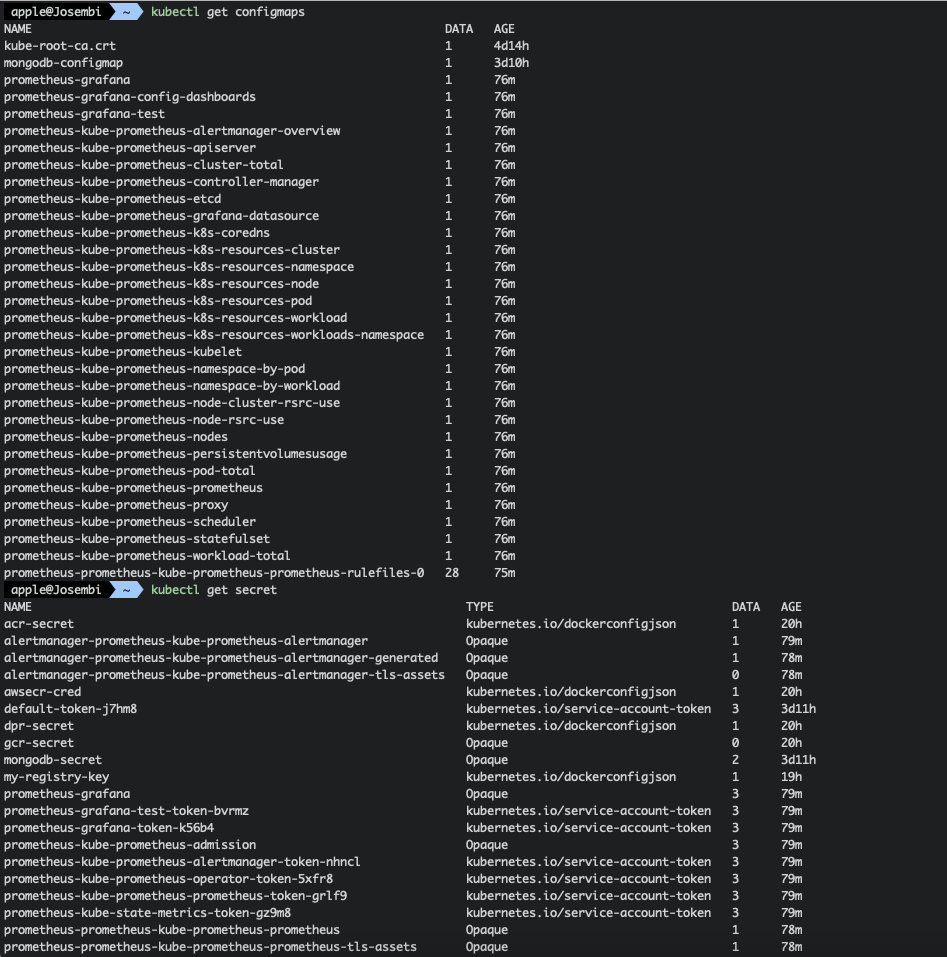 apple@Josembi ~ kubectl get configmaps
NAME DATA AGE
kube-root-ca.crt 1 4d14h
mongodb-configmap 1 3d10h
prometheus-grafana 1 76m
prometheus-grafana-config-dashboards 1 76m
prometheus-grafana-test 1 76m
prometheus-kube-prometheus-alertmanager-overview 1 76m
prometheus-kube-prometheus-apiserver 1 76m
prometheus-kube-prometheus-cluster-total 1 76m
prometheus-kube-prometheus-controller-manager 1 76m
prometheus-kube-prometheus-etcd 1 76m
prometheus-kube-prometheus-grafana-datasource 1 76m
prometheus-kube-prometheus-k8s-coredns 1 76m
prometheus-kube-prometheus-k8s-resources-cluster 1 76m
prometheus-kube-prometheus-k8s-resources-namespace 1 76m
prometheus-kube-prometheus-k8s-resources-node 1 76m
prometheus-kube-prometheus-k8s-resources-pod 1 76m
prometheus-kube-prometheus-k8s-resources-workload 1 76m
prometheus-kube-prometheus-k8s-resources-workloads-namespace 1 76m
prometheus-kube-prometheus-kubelet 1 76m
prometheus-kube-prometheus-namespace-by-pod 1 76m
prometheus-kube-prometheus-namespace-by-workload 1 76m
prometheus-kube-prometheus-node-cluster-rsrc-use 1 76m
prometheus-kube-prometheus-node-rsrc-use 1 76m
prometheus-kube-prometheus-nodes 1 76m
prometheus-kube-prometheus-persistentvolumesusage 1 76m
prometheus-kube-prometheus-pod-total 1 76m
prometheus-kube-prometheus-prometheus 1 76m
prometheus-kube-prometheus-proxy 1 76m
prometheus-kube-prometheus-scheduler 1 76m
prometheus-kube-prometheus-statefulset 1 76m
prometheus-kube-prometheus-workload-total 1 76m
prometheus-prometheus-kube-prometheus-prometheus-rulefiles-0 28 75m
apple@Josembi ~ kubectl get secret
NAME TYPE DATA AGE
acr-secret kubernetes.io/dockerconfigjson 1 20h
alertmanager-prometheus-kube-prometheus-alertmanager Opaque 1 79m
alertmanager-prometheus-kube-prometheus-alertmanager-generated Opaque 1 78m
alertmanager-prometheus-kube-prometheus-alertmanager-tls-assets Opaque 0 78m
awsecr-cred kubernetes.io/dockerconfigjson 1 20h
default-token-j7hm8 kubernetes.io/service-account-token 3 3d11h
dpr-secret kubernetes.io/dockerconfigjson 1 20h
gcr-secret Opaque 0 20h
mongodb-secret Opaque 2 3d11h
my-registry-key kubernetes.io/dockerconfigjson 1 19h
prometheus-grafana Opaque 3 79m
prometheus-grafana-test-token-bvrmz kubernetes.io/service-account-token 3 79m
prometheus-grafana-token-k56b4 kubernetes.io/service-account-token 3 79m
prometheus-kube-prometheus-admission Opaque 3 79m
prometheus-kube-prometheus-alertmanager-token-nhncl kubernetes.io/service-account-token 3 79m
prometheus-kube-prometheus-operator-token-5xfr8 kubernetes.io/service-account-token 3 79m
prometheus-kube-prometheus-prometheus-token-grlf9 kubernetes.io/service-account-token 3 79m
prometheus-kube-state-metrics-token-gz9m8 kubernetes.io/service-account-token 3 79m
prometheus-prometheus-kube-prometheus-prometheus Opaque 1 78m
prometheus-prometheus-kube-prometheus-prometheus-tls-assets Opaque 1 78m